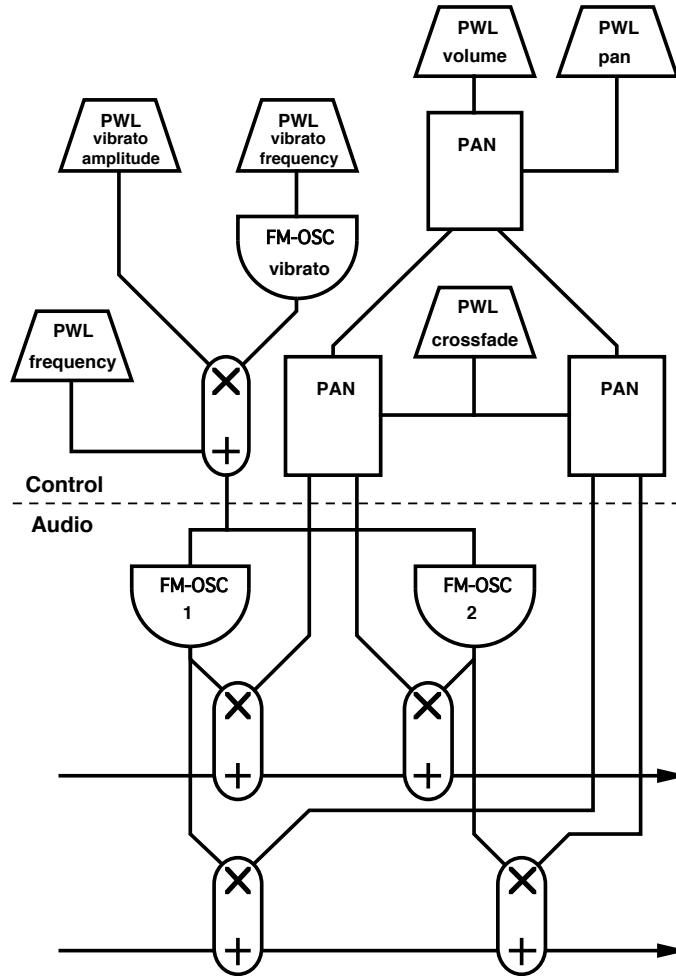 PWL
volume
PWL
pan
PWL
vibrato
amplitude
PWL
vibrato
frequency
PAN
FM-OSC
vibrato
PWL
crossfade
PWL
frequency
×
PAN
PAN
+
Control
Audio
FM-OSC
1
FM-OSC
2
×
×
+
+
×
×
+
+